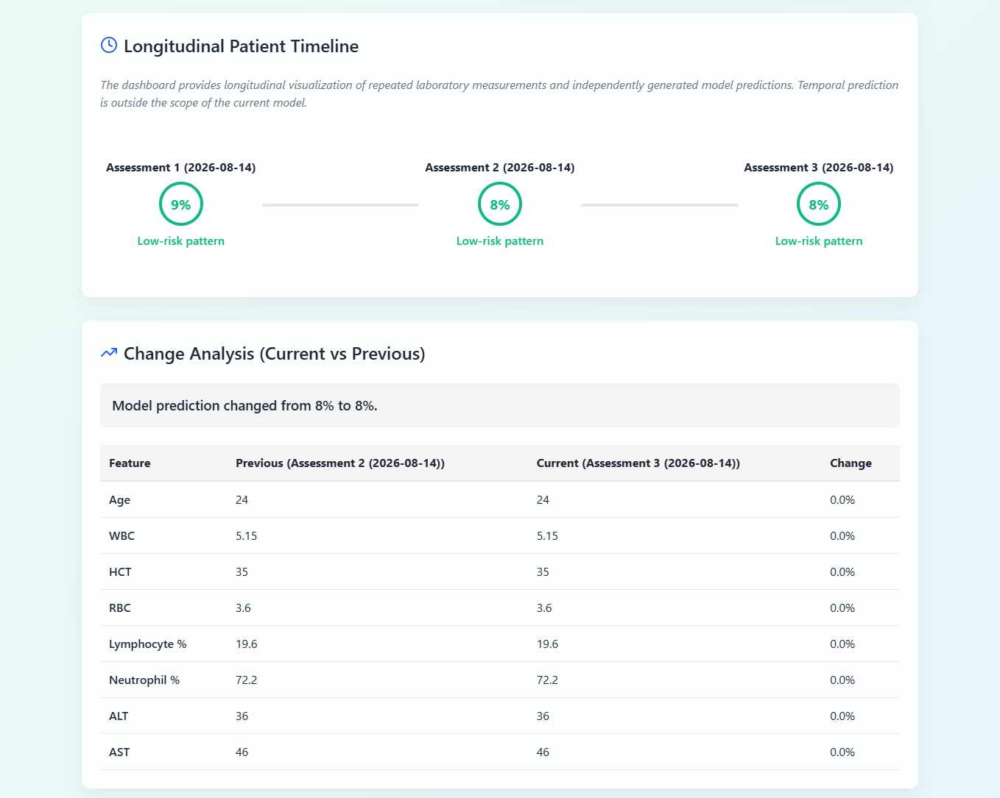 Longitudinal Patient Timeline
The dashboard provides longitudinal visualization of repeated laboratory measurements and independently generated model predictions. Temporal prediction
is outside the scope of the current model.
Assessment 1 (2026-08-14) Assessment 2 (2026-08-14) Assessment 3 (2026-08-14)
9% 8% 8%
Low-risk pattern Low-risk pattern Low-risk pattern
Change Analysis (Current vs Previous)
Model prediction changed from 8% to 8%.
Feature Previous (Assessment 2 (2026-08-14)) Current (Assessment 3 (2026-08-14)) Change
Age 24 24 0.0%
WBC 5.15 5.15 0.0%
HCT 35 35 0.0%
RBC 3.6 3.6 0.0%
Lymphocyte % 19.6 19.6 0.0%
Neutrophil % 72.2 72.2 0.0%
ALT 36 36 0.0%
AST 46 46 0.0%